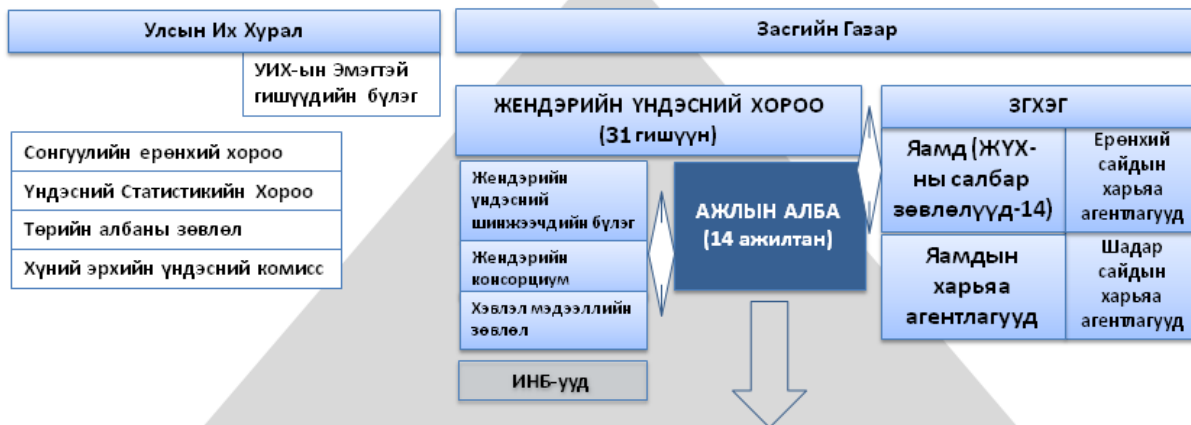 Улсын Их Хурал
УИХ-ын Эмэгтэй
гишүүдийн бүлэг
Сонгуулийн ерөнхий хороо
Үндэсний Статистикийн Хороо
Төрийн албаны зөвлөл
Хүний эрхийн үндэсний комисс
Засгийн Газар
ЖЕНДЭРИЙН ҮНДЭСНИЙ ХОРОО
(31 гишүүн)
Жендэрийн
үндэсний
шинжээчдийн бүлэг
Жендэрийн
консорциум
Хэвлэл мэдээллийн
зөвлөл
ИНБ-ууд
АЖЛЫН АЛБА
(14 ажилтан)
ЗГХЭГ
Яамд (ЖҮХ-
ны салбар
зөвлөлүүд-14)
Ерөнхий
сайдын
харьяа
агентлагууд
Яамдын
харьяа
агентлагууд
Шадар
сайдын
харьяа
агентлагууд